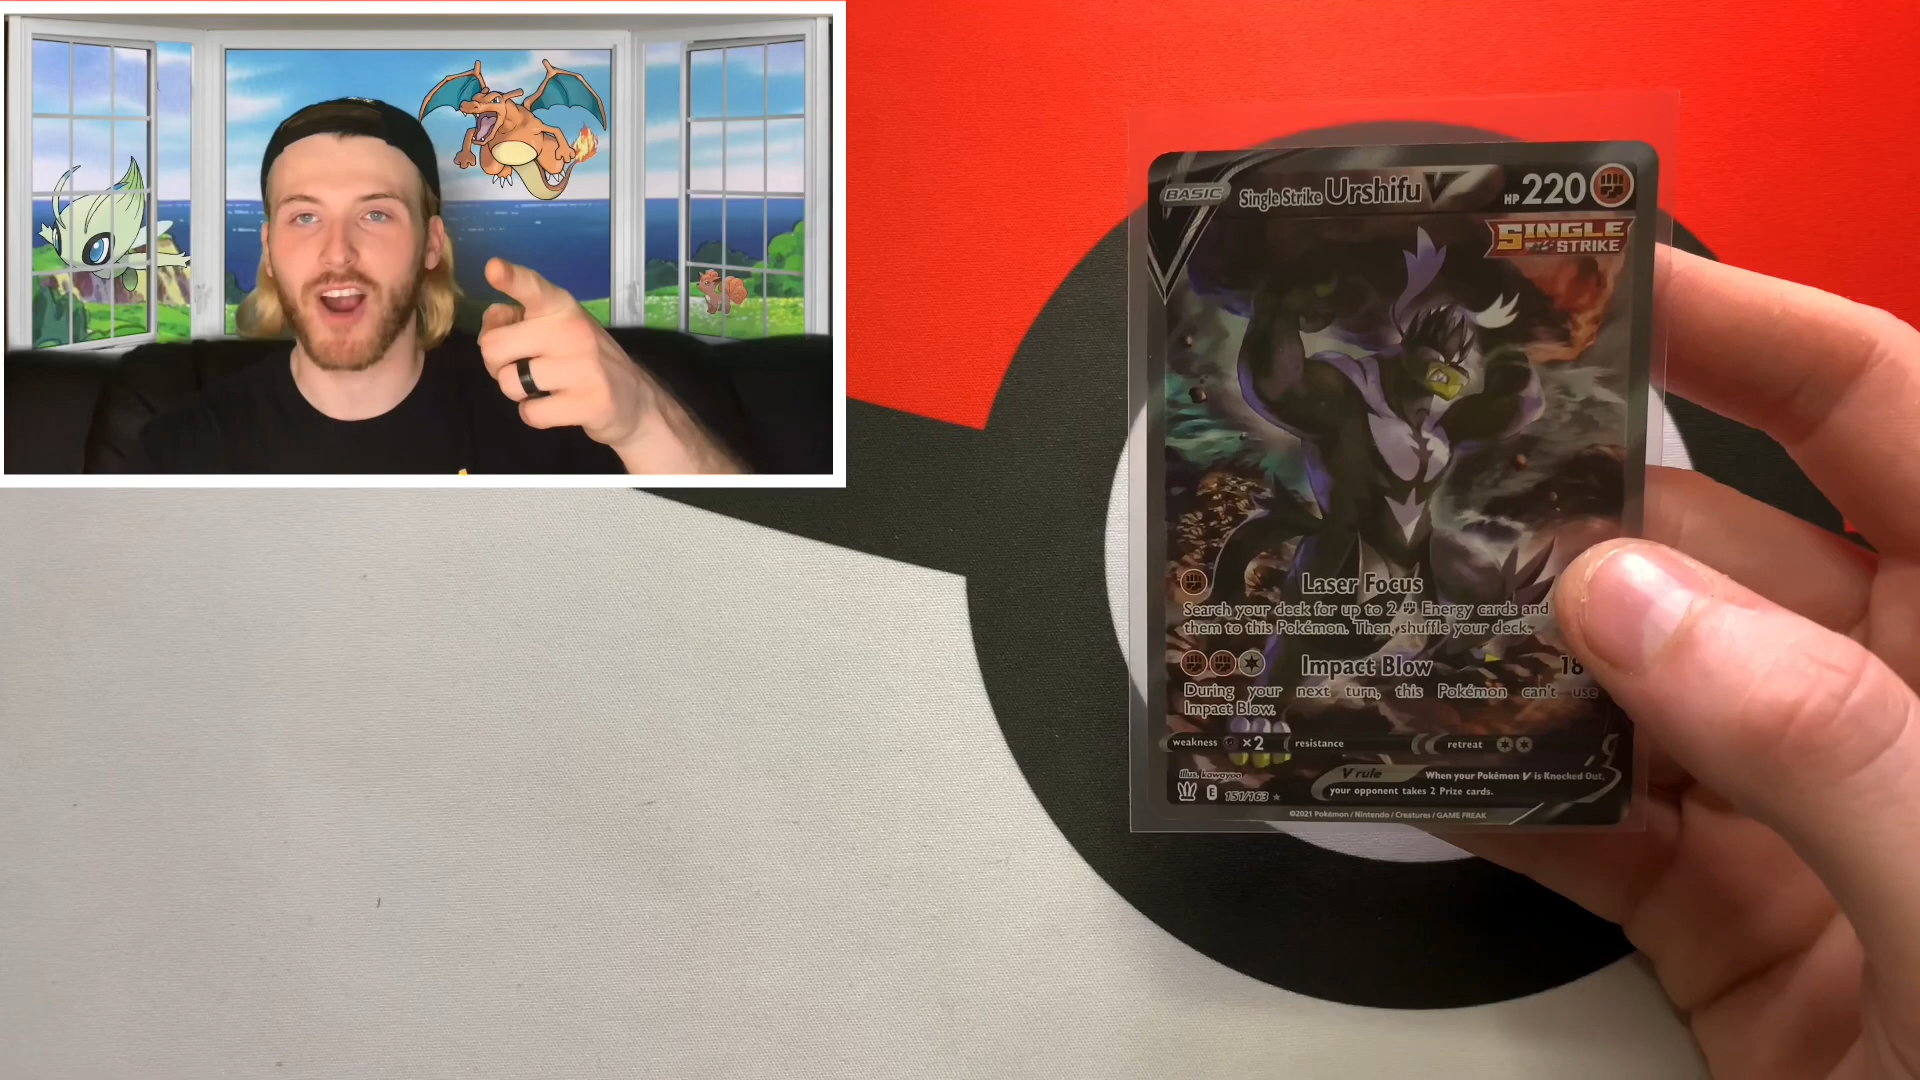 BASIC Single Strike Urshifu V HP 220
SINGLE
STRIKE
Laser Focus
Search your deck for up to 2 Energy cards and
them to this Pokémon. Then, shuffle your deck.
Impact Blow 18
During your next turn, this Pokémon can't use
Impact Blow.
weakness ×2 resistance retreat
Illus. kawayoo
V rule When your Pokémon V is Knocked Out,
your opponent takes 2 Prize cards.
E 151/163
©2021 Pokémon / Nintendo / Creatures / GAME FREAK